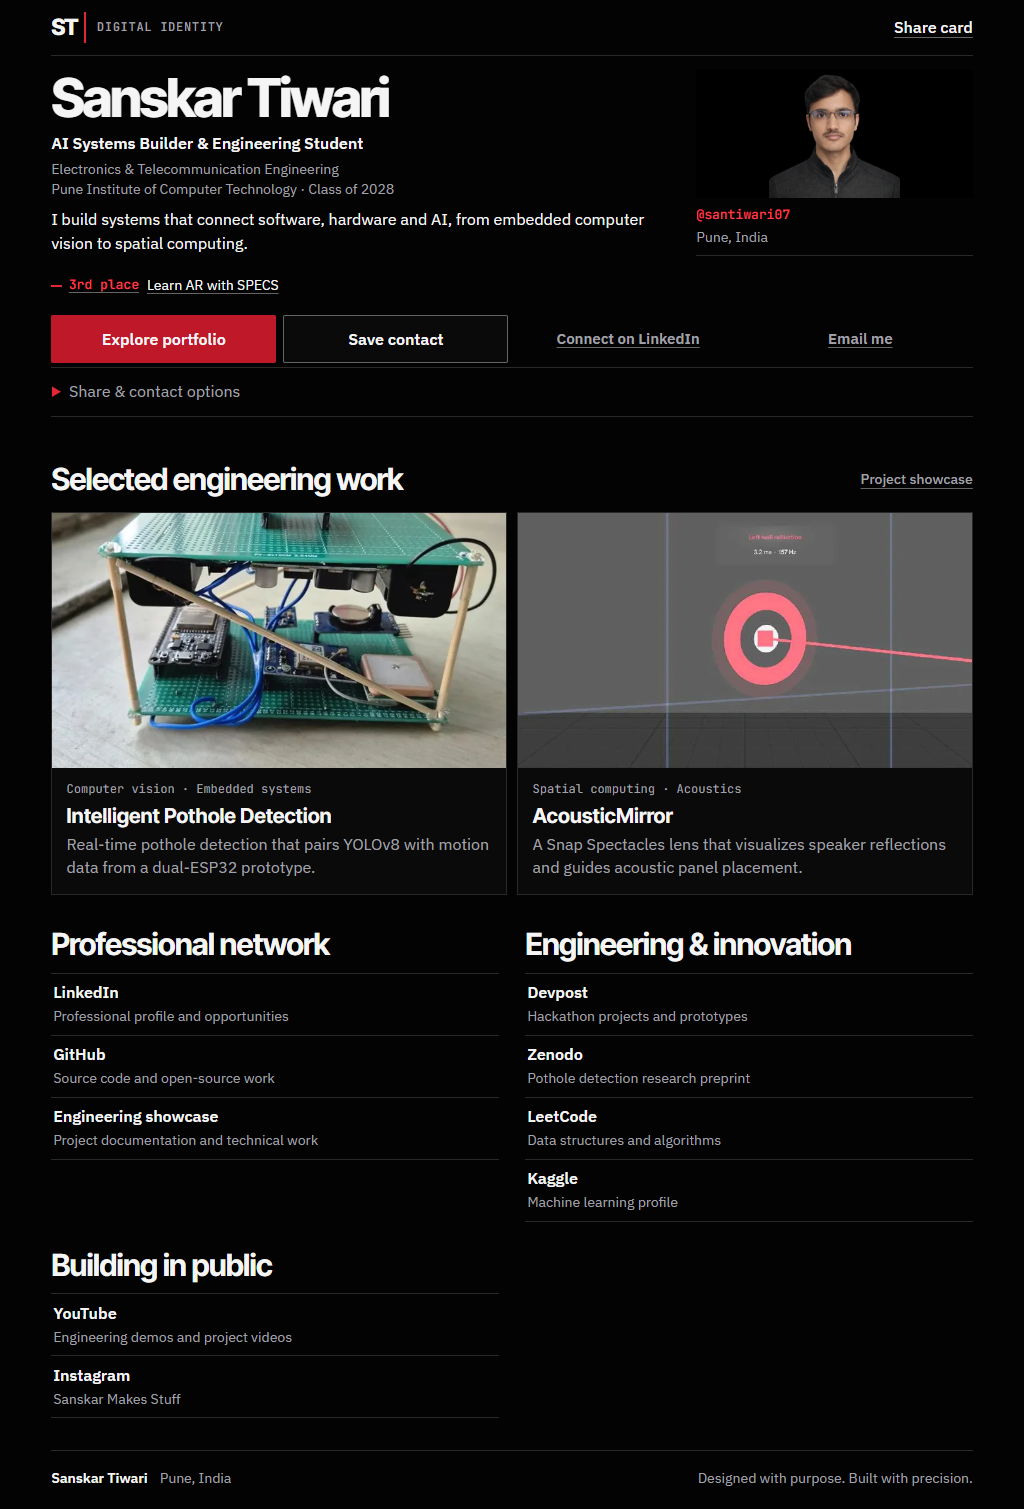 ST DIGITAL IDENTITY
Share card
Sanskar Tiwari
AI Systems Builder & Engineering Student
Electronics & Telecommunication Engineering
Pune Institute of Computer Technology · Class of 2028
I build systems that connect software, hardware and AI, from embedded computer
vision to spatial computing.
— 3rd place Learn AR with SPECS
@santiwari07
Pune, India
Explore portfolio
Save contact
Connect on LinkedIn
Email me
Share & contact options
Selected engineering work
Project showcase
Left wall reflection
3.2 ms · 157 Hz
Computer vision · Embedded systems
Intelligent Pothole Detection
Real-time pothole detection that pairs YOLOv8 with motion
data from a dual-ESP32 prototype.
Spatial computing · Acoustics
AcousticMirror
A Snap Spectacles lens that visualizes speaker reflections
and guides acoustic panel placement.
Professional network
LinkedIn
Professional profile and opportunities
GitHub
Source code and open-source work
Engineering showcase
Project documentation and technical work
Engineering & innovation
Devpost
Hackathon projects and prototypes
Zenodo
Pothole detection research preprint
LeetCode
Data structures and algorithms
Kaggle
Machine learning profile
Building in public
YouTube
Engineering demos and project videos
Instagram
Sanskar Makes Stuff
Sanskar Tiwari Pune, India
Designed with purpose. Built with precision.